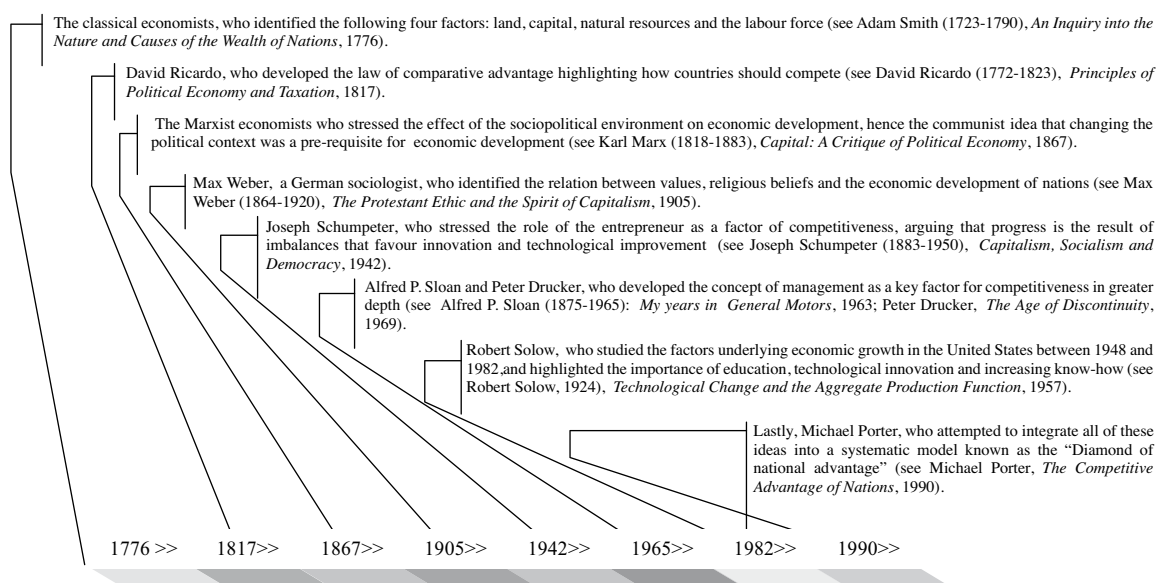 The classical economists, who identified the following four factors: land, capital, natural resources and the labour force (see Adam Smith (1723-1790), An Inquiry into the
Nature and Causes of the Wealth of Nations, 1776).
David Ricardo, who developed the law of comparative advantage highlighting how countries should compete (see David Ricardo (1772-1823), Principles of
Political Economy and Taxation, 1817).
The Marxist economists who stressed the effect of the sociopolitical environment on economic development, hence the communist idea that changing the
political context was a pre-requisite for economic development (see Karl Marx (1818-1883), Capital: A Critique of Political Economy, 1867).
Max Weber, a German sociologist, who identified the relation between values, religious beliefs and the economic development of nations (see Max
Weber (1864-1920), The Protestant Ethic and the Spirit of Capitalism, 1905).
Joseph Schumpeter, who stressed the role of the entrepreneur as a factor of competitiveness, arguing that progress is the result of
imbalances that favour innovation and technological improvement (see Joseph Schumpeter (1883-1950), Capitalism, Socialism and
Democracy, 1942).
Alfred P. Sloan and Peter Drucker, who developed the concept of management as a key factor for competitiveness in greater
depth (see Alfred P. Sloan (1875-1965): My years in General Motors, 1963; Peter Drucker, The Age of Discontinuity,
1969).
Robert Solow, who studied the factors underlying economic growth in the United States between 1948 and
1982,and highlighted the importance of education, technological innovation and increasing know-how (see
Robert Solow, 1924), Technological Change and the Aggregate Production Function, 1957).
Lastly, Michael Porter, who attempted to integrate all of these
ideas into a systematic model known as the “Diamond of
national advantage” (see Michael Porter, The Competitive
Advantage of Nations, 1990).
1776 >> 1817>> 1867>> 1905>> 1942>> 1965>> 1982>> 1990>>